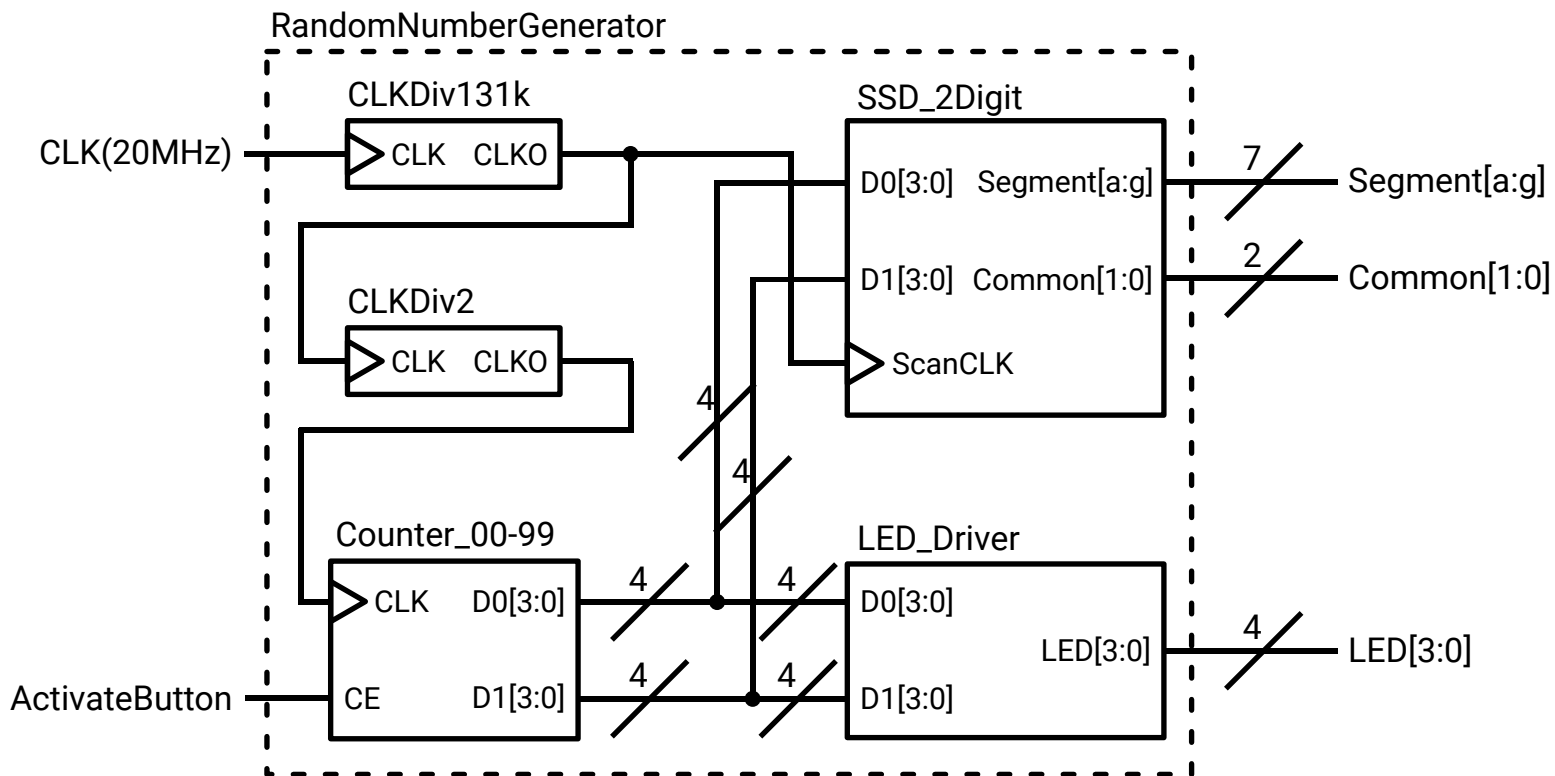 RandomNumberGenerator
CLKDiv131k
CLK(20MHz)
CLK CLKO
SSD_2Digit
D0[3:0] Segment[a:g]
7
Segment[a:g]
D1[3:0] Common[1:0]
2
Common[1:0]
ScanCLK
CLKDiv2
CLK CLKO
4
4
Counter_00-99
CLK D0[3:0]
4
4
ActivateButton
CE D1[3:0]
4
4
LED_Driver
D0[3:0]
LED[3:0]
D1[3:0]
4
LED[3:0]